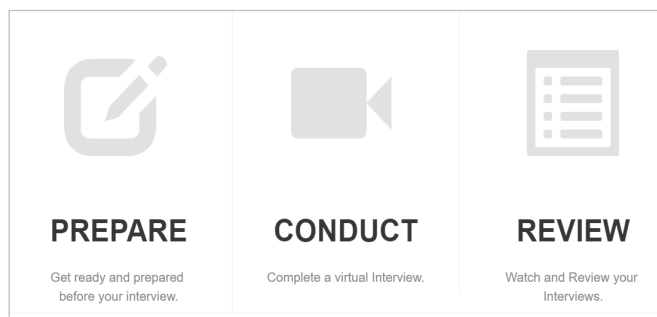 PREPARE
Get ready and prepared
before your interview.
CONDUCT
Complete a virtual Interview.
REVIEW
Watch and Review your
Interviews.